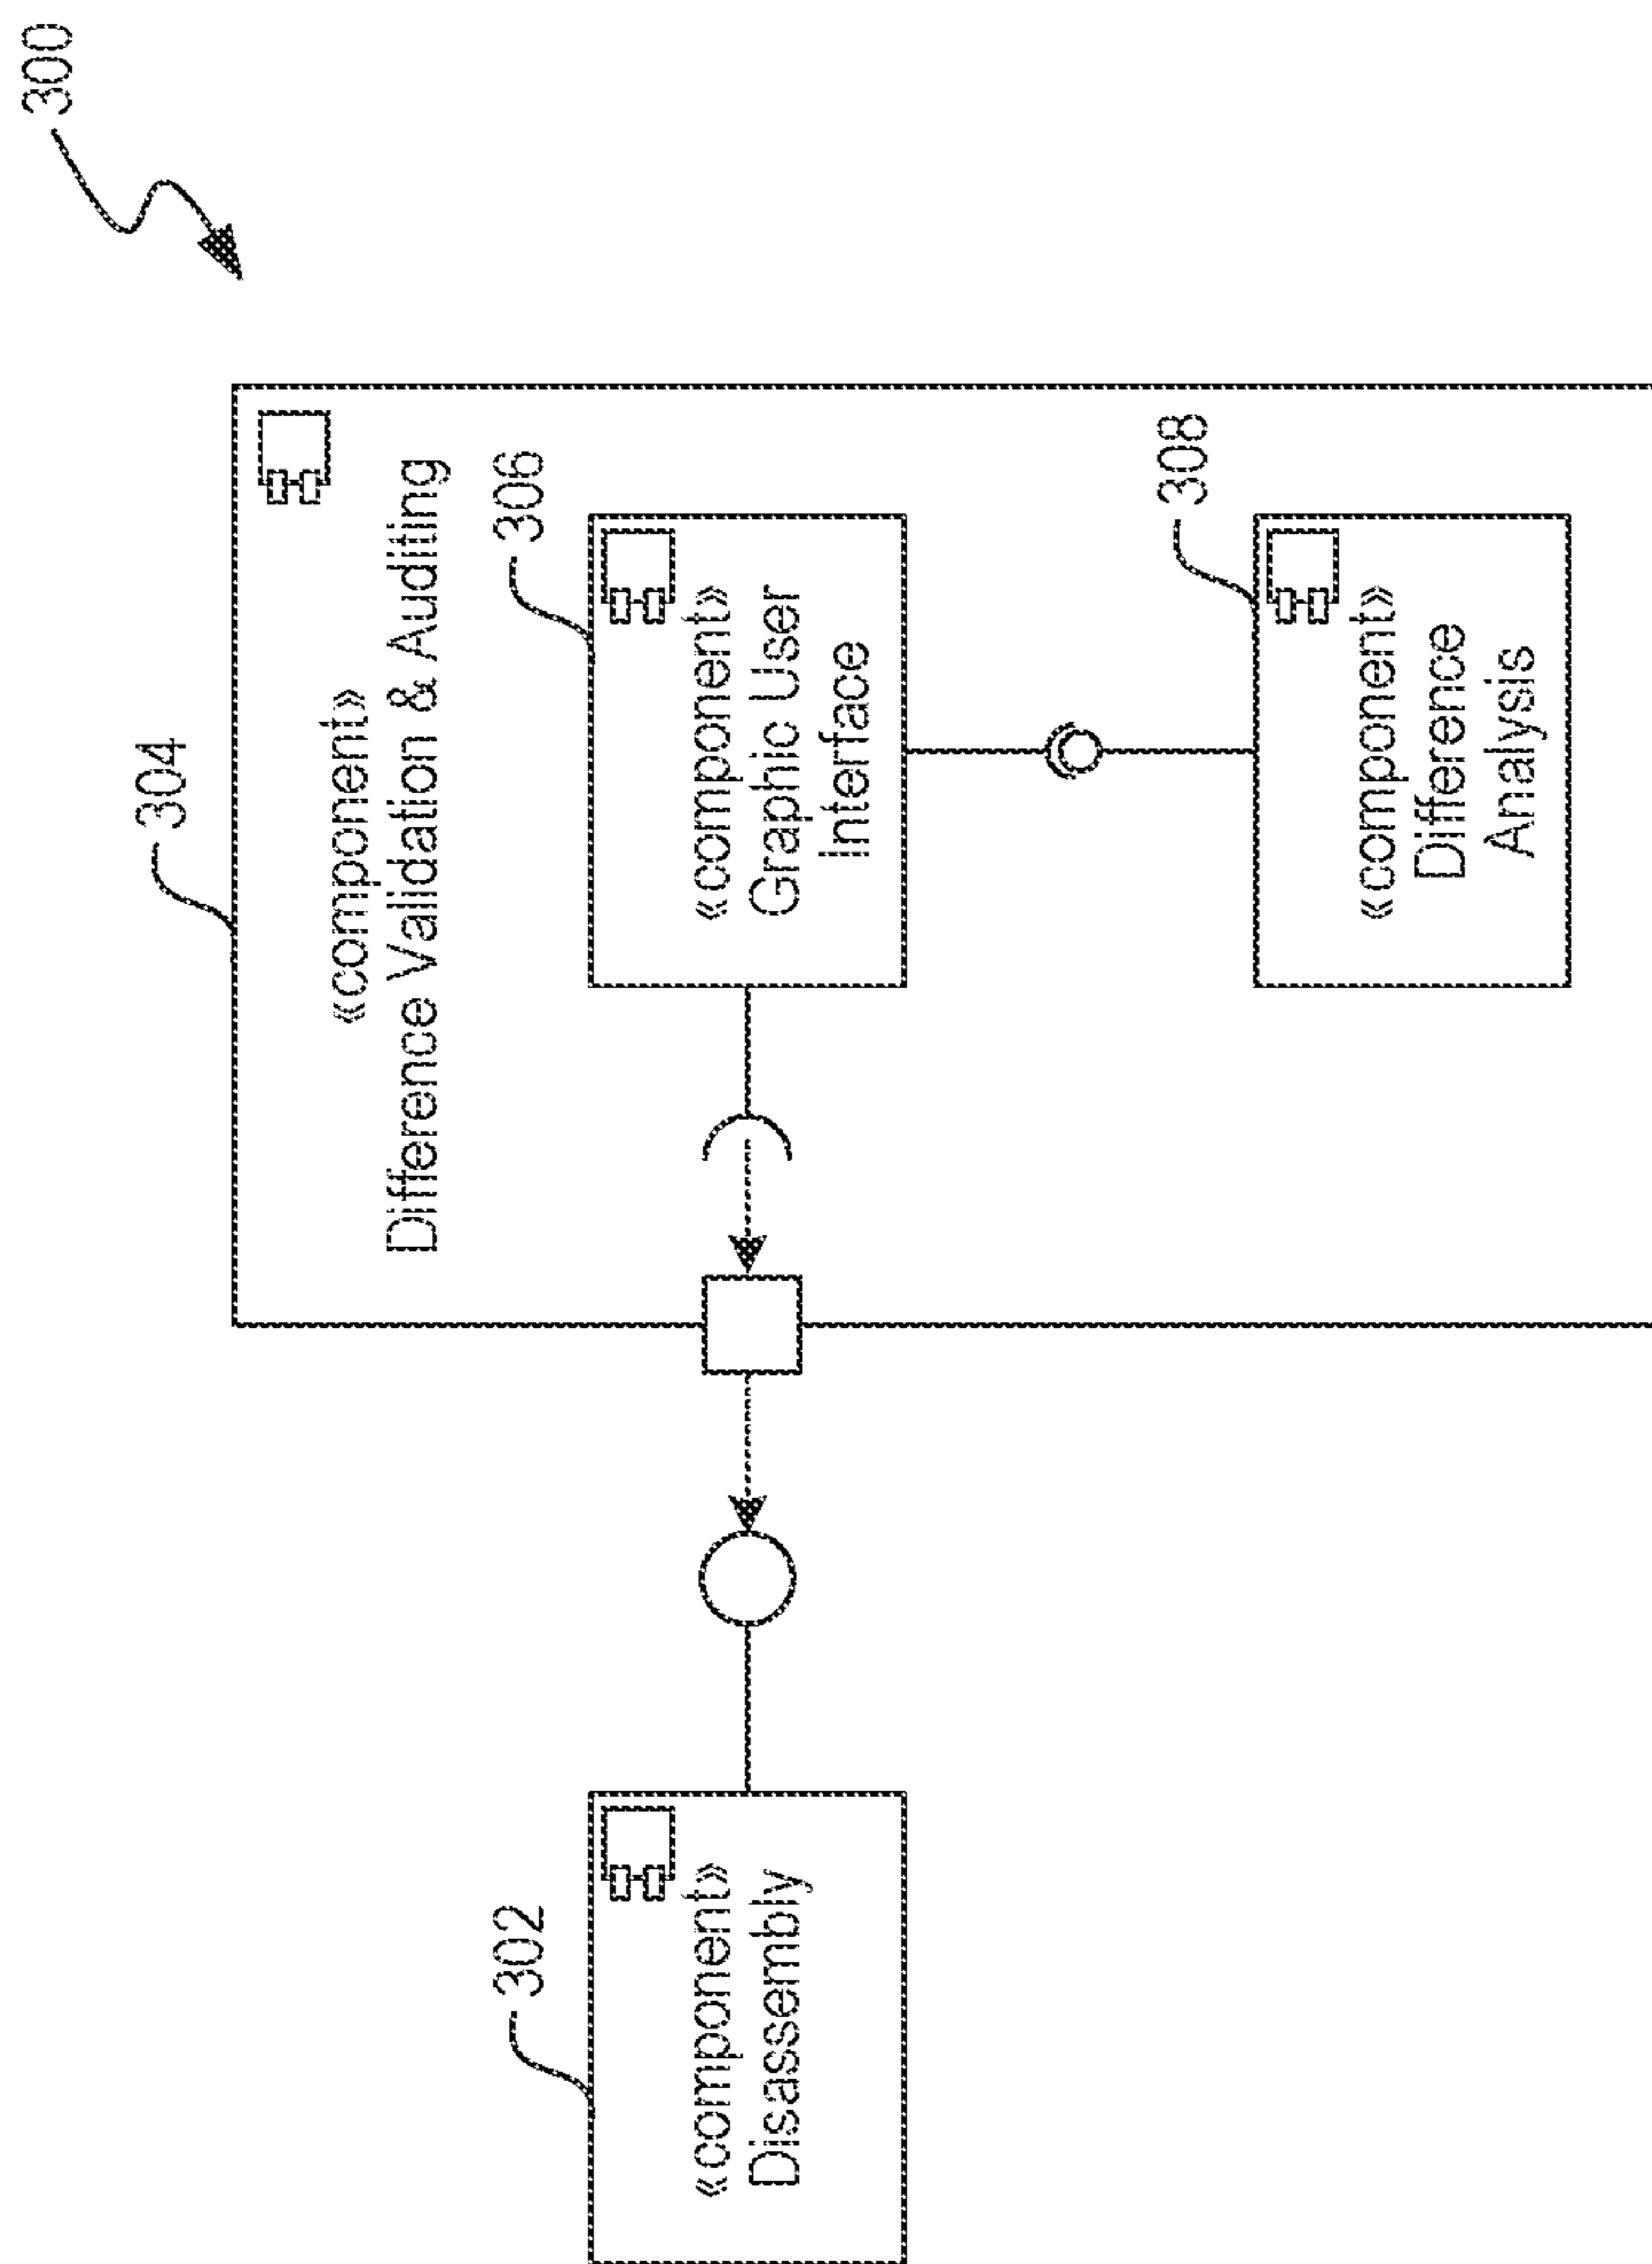 300
304
«component»
Difference Validation & Auditing
306
«component»
Graphic User
Interface
308
«component»
Difference
Analysis
302
«component»
Disassembly